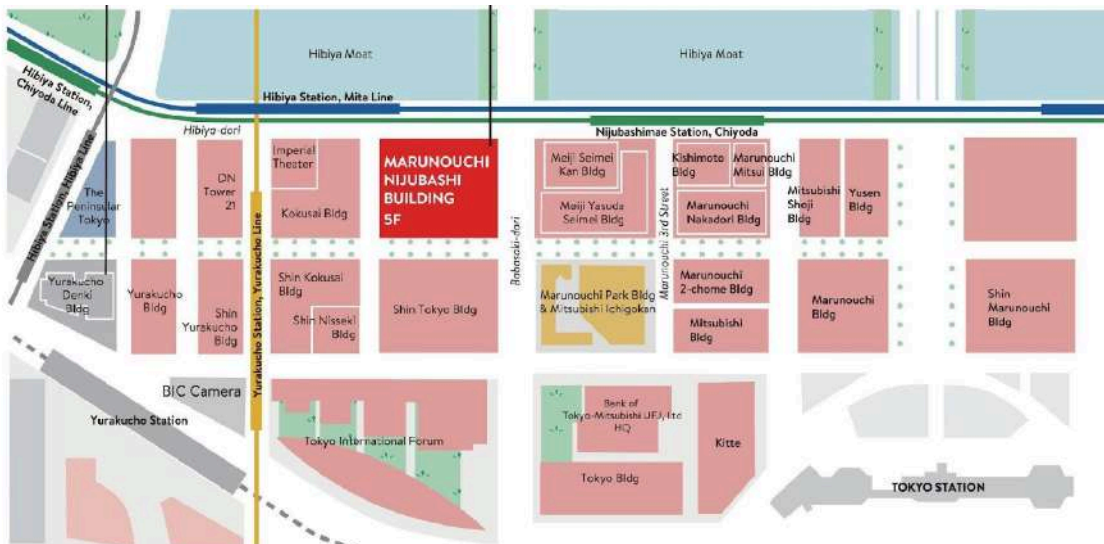 Hibiya Moat
Hibiya Moat
Hibiya Station,
Chiyoda Line
Hibiya Station, Mita Line
Hibiya-dori
Nijubashimae Station, Chiyoda
Hibiya Station, Hibiya Line
The
Peninsular
Tokyo
DN
Tower
21
Imperial
Theater
Kokusai Bldg
MARUNOUCHI
NIJUBASHI
BUILDING
5F
Babasaki-dori
Meiji Seimei
Kan Bldg
Meiji Yasuda
Seimei Bldg
Marunouchi 3rd Street
Kishimoto
Bldg
Marunouchi
Mitsui Bldg
Marunouchi
Nakadori Bldg
Mitsubishi
Shoji
Bldg
Yusen
Bldg
Yurakucho
Denki
Bldg
Yurakucho
Bldg
Shin
Yurakucho
Bldg
Yurakucho Station, Yurakucho Line
Shin Kokusai
Bldg
Shin Nisseki
Bldg
Shin Tokyo Bldg
Marunouchi Park Bldg
& Mitsubishi Ichigokan
Marunouchi
2-chome Bldg
Mitsubishi Bldg
Marunouchi
Bldg
Shin
Marunouchi
Bldg
BIC Camera
Yurakucho Station
Tokyo International Forum
Bank of
Tokyo-Mitsubishi UFJ, Ltd
HQ
Tokyo Bldg
Kitte
TOKYO STATION